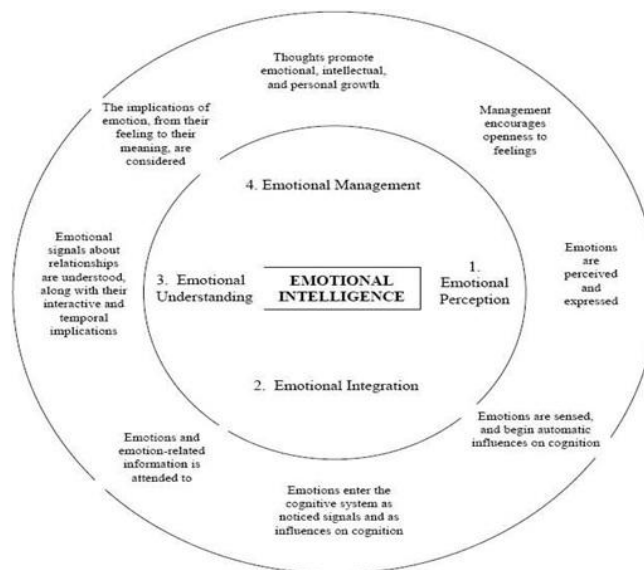 Thoughts promote
emotional, intellectual,
and personal growth
The implications of
emotion, from their
feeling to their
meaning, are
considered
Management
encourages
openness to
feelings
4. Emotional Management
Emotional
signals about
relationships
are understood,
along with their
interactive and
temporal
implications
3. Emotional
Understanding
EMOTIONAL
INTELLIGENCE
1.
Emotional
Perception
Emotions
are
perceived
and
expressed
2. Emotional Integration
Emotions and
emotion-related
information is
attended to
Emotions enter the
cognitive system as
noticed signals and as
influences on cognition
Emotions are sensed,
and begin automatic
influences on cognition